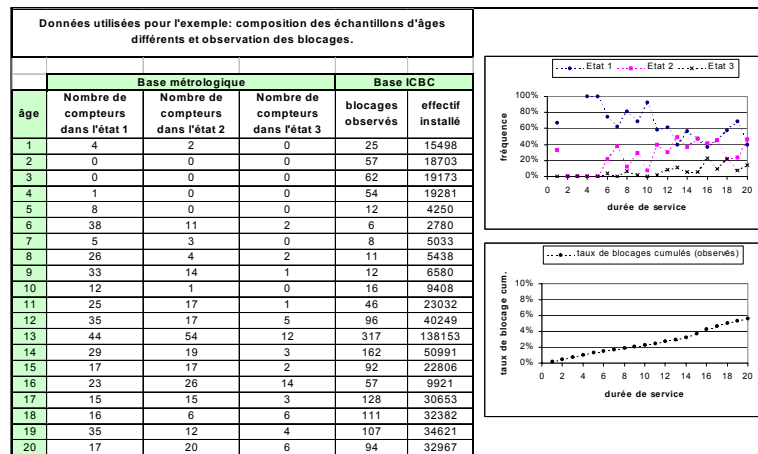 Données utilisées pour l'exemple: composition des échantillons d'âges
différents et observation des blocages.
Base métrologique Base ICBC
âge Nombre de compteurs dans l'état 1 Nombre de compteurs dans l'état 2 Nombre de compteurs dans l'état 3 blocages observés effectif installé
1 4 2 0 25 15498
2 0 0 0 57 18703
3 0 0 0 62 19173
4 1 0 0 54 19281
5 8 0 0 12 4250
6 38 11 2 6 2780
7 5 3 0 8 5033
8 26 4 2 11 5438
9 33 14 1 12 6580
10 12 1 0 16 9408
11 25 17 1 46 23032
12 35 17 5 96 40249
13 44 54 12 317 138153
14 29 19 3 162 50991
15 17 17 2 92 22806
16 23 26 14 57 9921
17 15 15 3 128 30653
18 16 6 6 111 32382
19 35 12 4 107 34621
20 17 20 6 94 32967
Etat 1 Etat 2 Etat 3
fréquence
100%
80%
60%
40%
20%
0%
0 2 4 6 8 10 12 14 16 18 20
durée de service
taux de blocages cumulés (observés)
taux de blocage cum.
10%
8%
6%
4%
2%
0%
0 2 4 6 8 10 12 14 16 18 20
durée de service